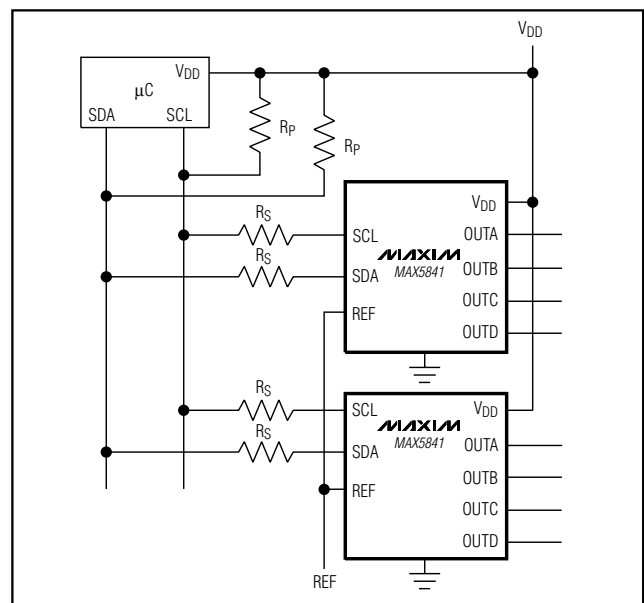 VDD
VDD
μC
SDA
SCL
RP
RP
VDD
RS
SCL
OUTA
MAXIM
MAX5841
OUTB
RS
SDA
OUTC
REF
OUTD
RS
SCL
VDD
MAXIM
MAX5841
RS
SDA
OUTA
OUTB
REF
OUTC
OUTD
REF